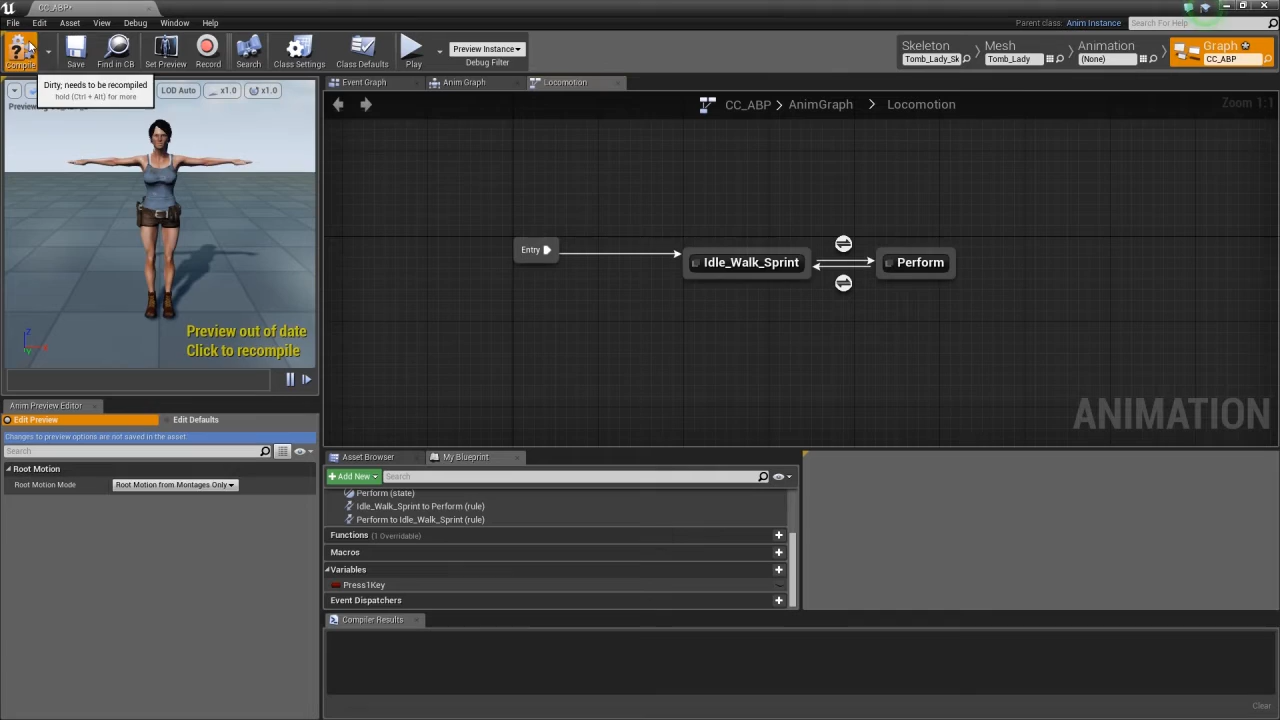 CC_ABP*
File Edit Asset View Debug Window Help
Parent class: Anim Instance
Search For Help
Compile
Save
Find in CB
Set Preview
Record
Search
Class Settings
Class Defaults
Play
Preview Instance
Debug Filter
Skeleton
Tomb_Lady_Sk
Mesh
Tomb_Lady
Animation
(None)
Graph
CC_ABP
Dirty; needs to be recompiled
hold (Ctrl + Alt) for more
LOD Auto
x1.0
x1.0
Preview out of date
Click to recompile
Event Graph
Anim Graph
Locomotion
CC_ABP > AnimGraph > Locomotion
Zoom 1:1
Entry
Idle_Walk_Sprint
Perform
ANIMATION
Anim Preview Editor
Edit Preview
Edit Defaults
Changes to preview options are not saved in the asset
Search
Root Motion
Root Motion Mode
Root Motion from Montages Only
Asset Browser
My Blueprint
+Add New
Search
Perform (state)
Idle_Walk_Sprint to Perform (rule)
Perform to Idle_Walk_Sprint (rule)
Functions (1 Overridable)
Macros
Variables
Press1Key
Event Dispatchers
Compiler Results
Clear